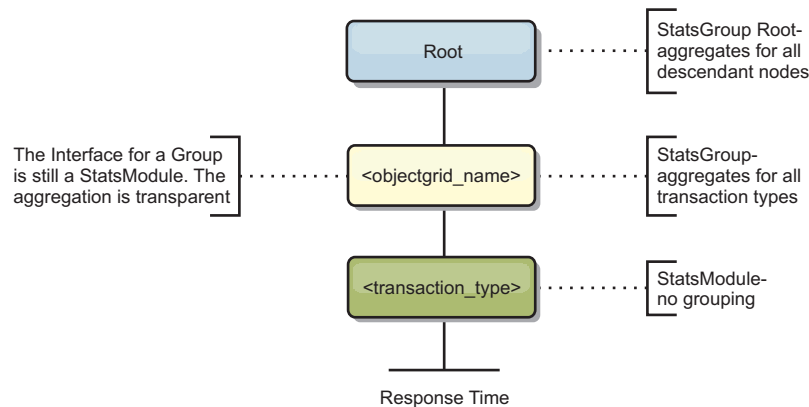 Root
StatsGroup Root-
aggregates for all
descendant nodes
The Interface for a Group
is still a StatsModule. The
aggregation is transparent
<objectgrid_name>
StatsGroup-
aggregates for all
transaction types
<transaction_type>
StatsModule-
no grouping
Response Time